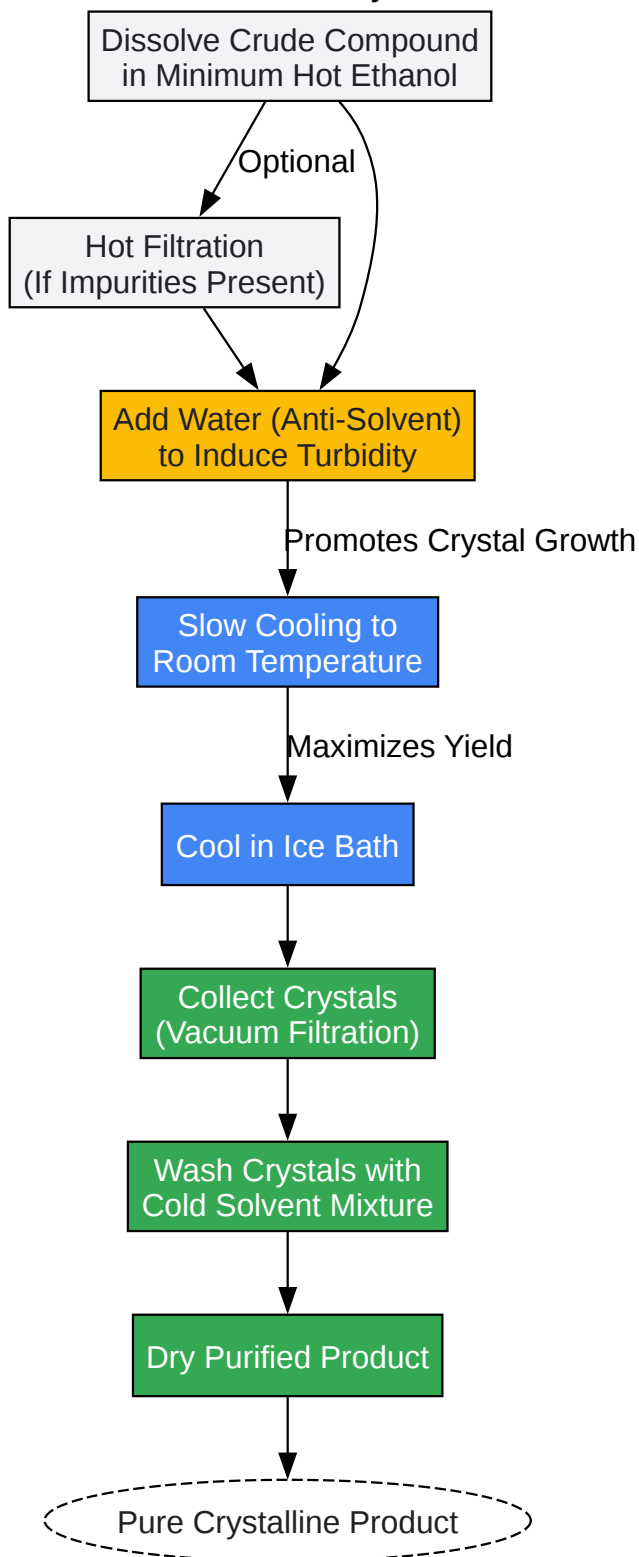 Dissolve Crude Compound
in Minimum Hot Ethanol
Optional
Hot Filtration
(If Impurities Present)
Add Water (Anti-Solvent)
to Induce Turbidity
Promotes Crystal Growth
Slow Cooling to
Room Temperature
Maximizes Yield
Cool in Ice Bath
Collect Crystals
(Vacuum Filtration)
Wash Crystals with
Cold Solvent Mixture
Dry Purified Product
Pure Crystalline Product